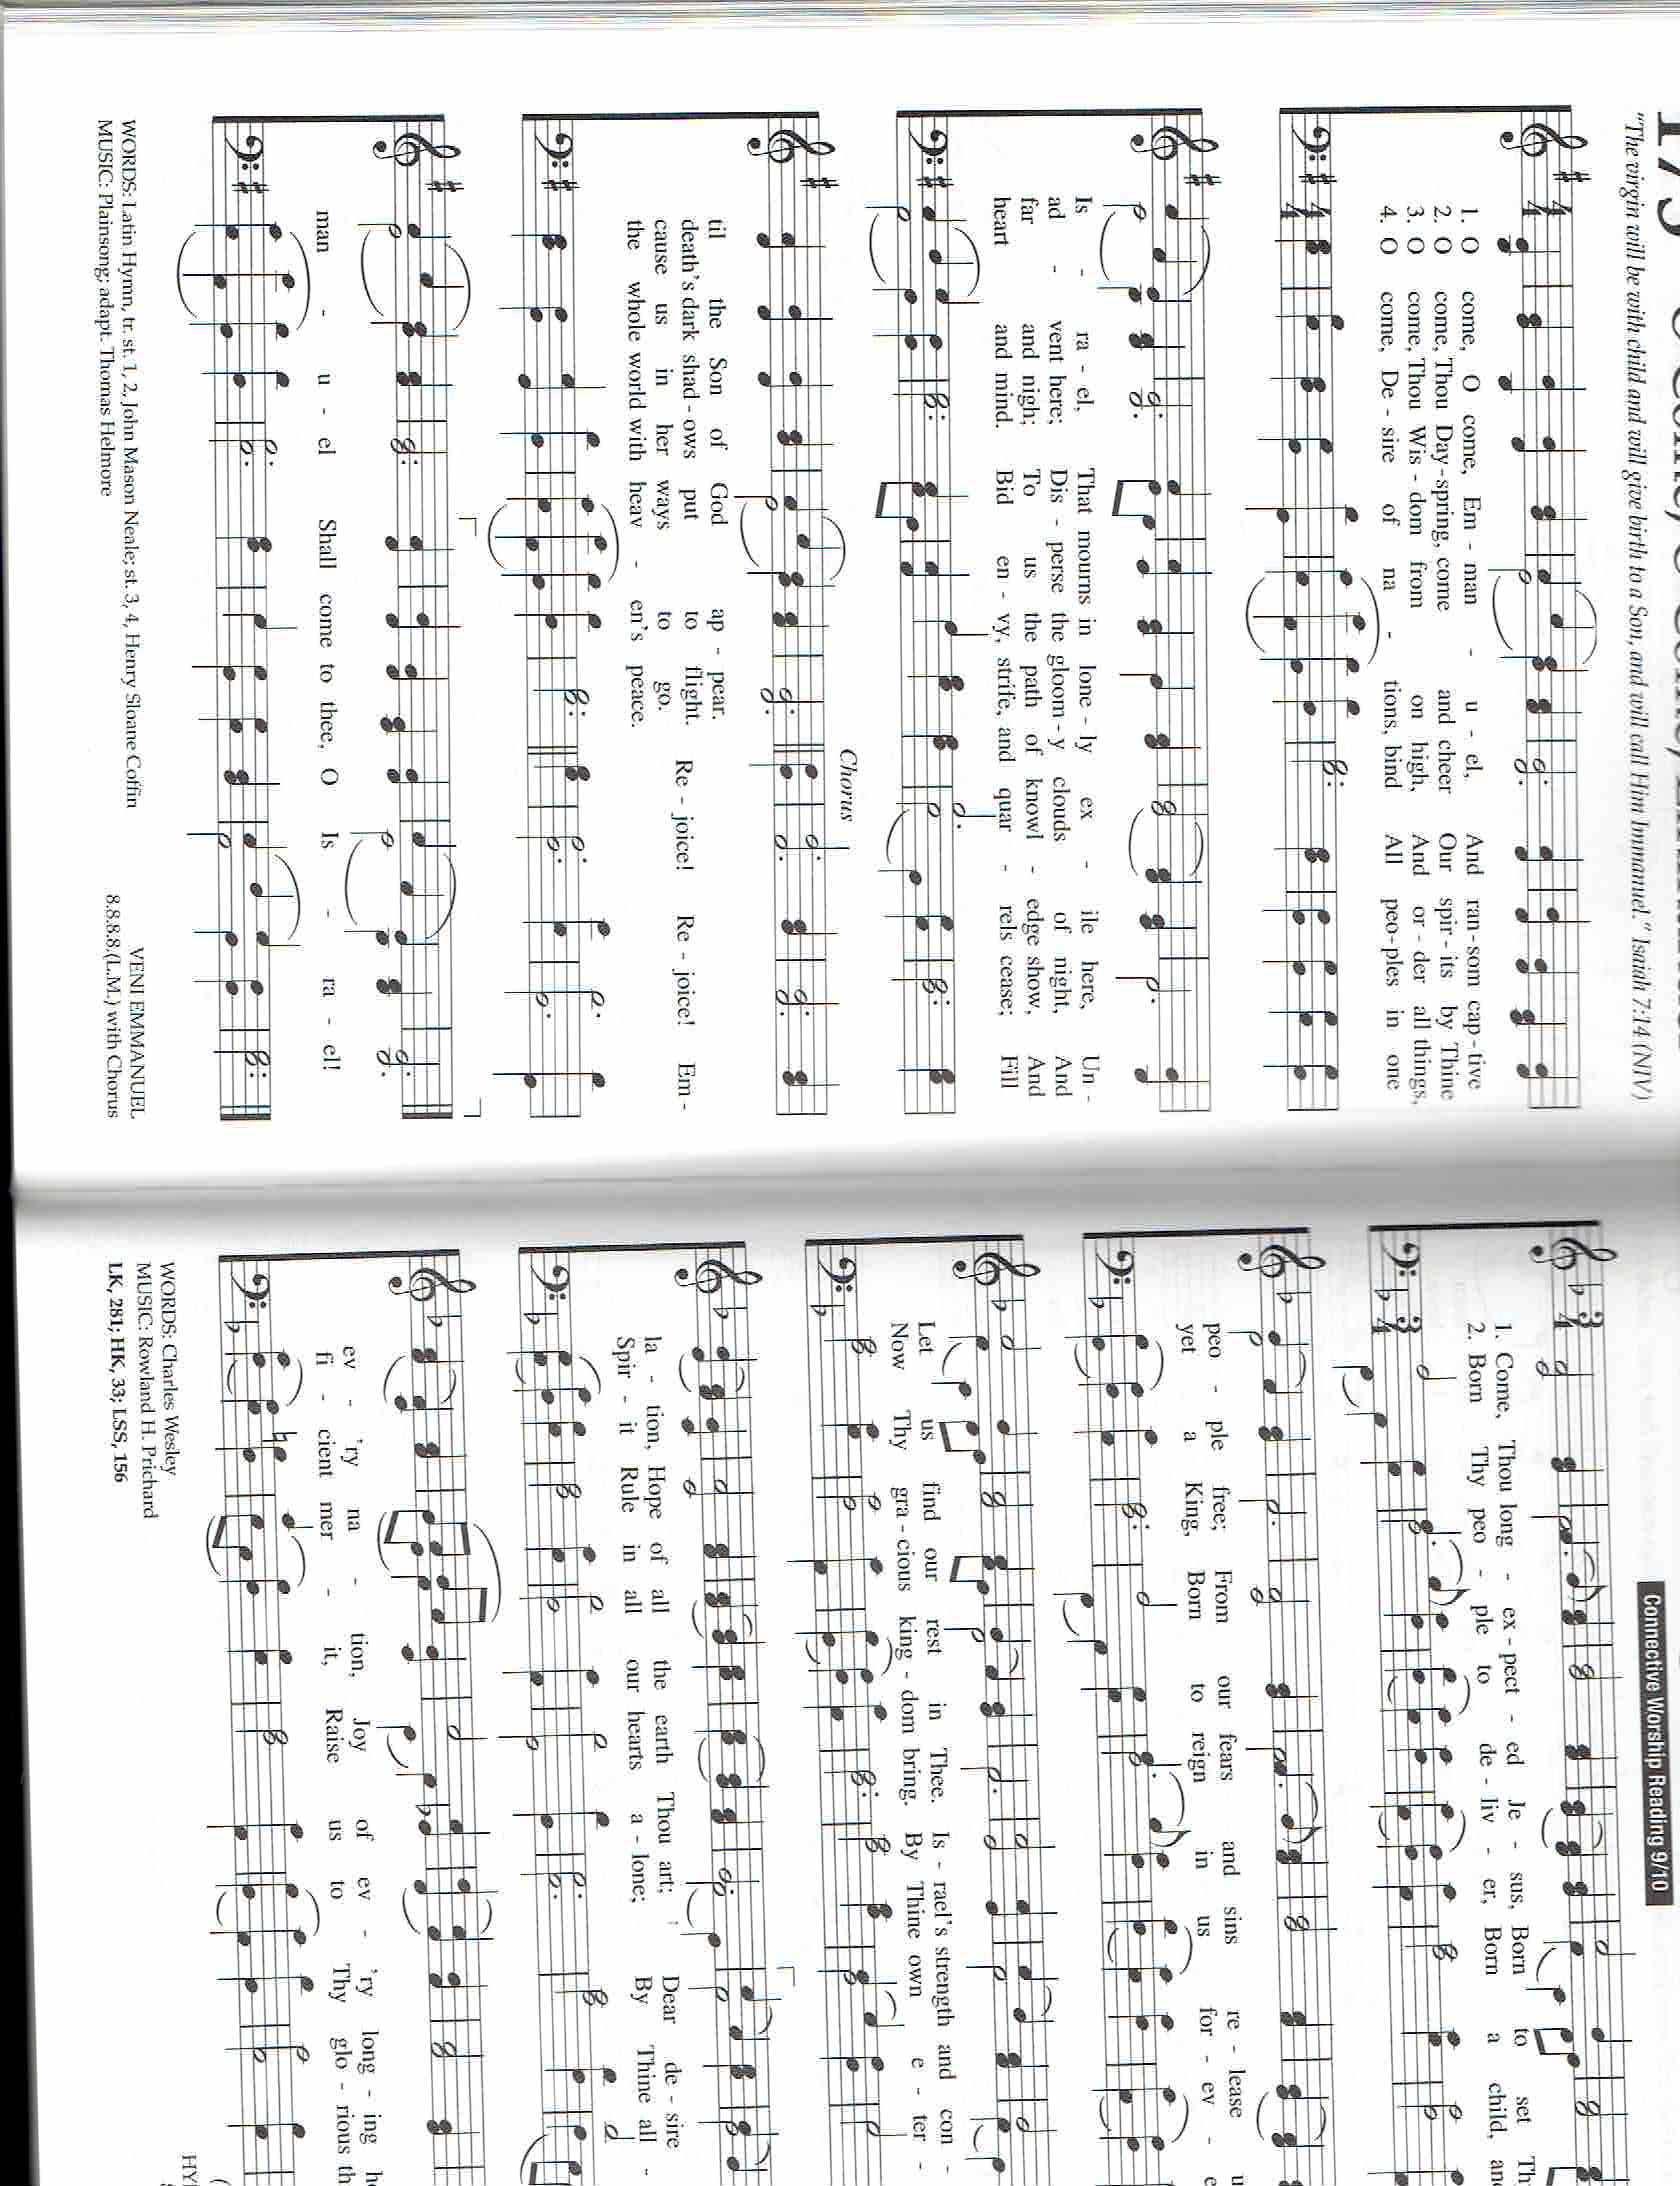 "The virgin will be with child and will give birth to a Son, and will call Him Immanuel." Isaiah 7:14 (NIV)
1. O come, O come, Em - man - u - el, And ran-som cap-tive
2. O come, Thou Day-spring, come and cheer Our spir-its by Thine
3. O come, Thou Wis-dom from on high, And or-der all things,
4. O come, De - sire of na - tions, bind All peo-ples in one
Is - ra - el, That mourns in lone - ly ex - ile here, Un -
ad - vent here; Dis - perse the gloom - y clouds of night, And
far and nigh; To us the path of knowl - edge show, And
heart and mind. Bid en - vy, strife, and quar - rels cease; Fill
Chorus
til the Son of God ap - pear. Re - joice! Re - joice! Em -
death's dark shad - ows put to flight.
cause us in her ways to go.
the whole world with heav - en's peace.
man - u - el Shall come to thee, O Is - ra - el!
WORDS: Latin Hymn, tr. st. 1, 2, John Mason Neale; st. 3, 4, Henry Sloane Coffin
MUSIC: Plainsong; adapt. Thomas Helmore
VENI EMMANUEL
8.8.8.8.(L.M.) with Chorus
Connective Worship Reading 9/10
1. Come, Thou long - ex - pect - ed Je - sus, Born to set
2. Born Thy peo - ple to de - liv - er, Born a child,
peo - ple free; From our fears and sins re - lease
yet a King, Born to reign in us for - ev -
Let us find our rest in Thee. Is - rael's strength and con -
Now Thy gra - cious king - dom bring. By Thine own e - ter -
la - tion, Hope of all the earth Thou art; Dear de - sire
Spir - it Rule in all our hearts a - lone; By Thine all -
ev - 'ry na - tion, Joy of ev - 'ry long - ing
fi - cient mer - it, Raise us to Thy glo - rious
WORDS: Charles Wesley
MUSIC: Rowland H. Prichard
LK, 281; HK, 33; LSS, 156